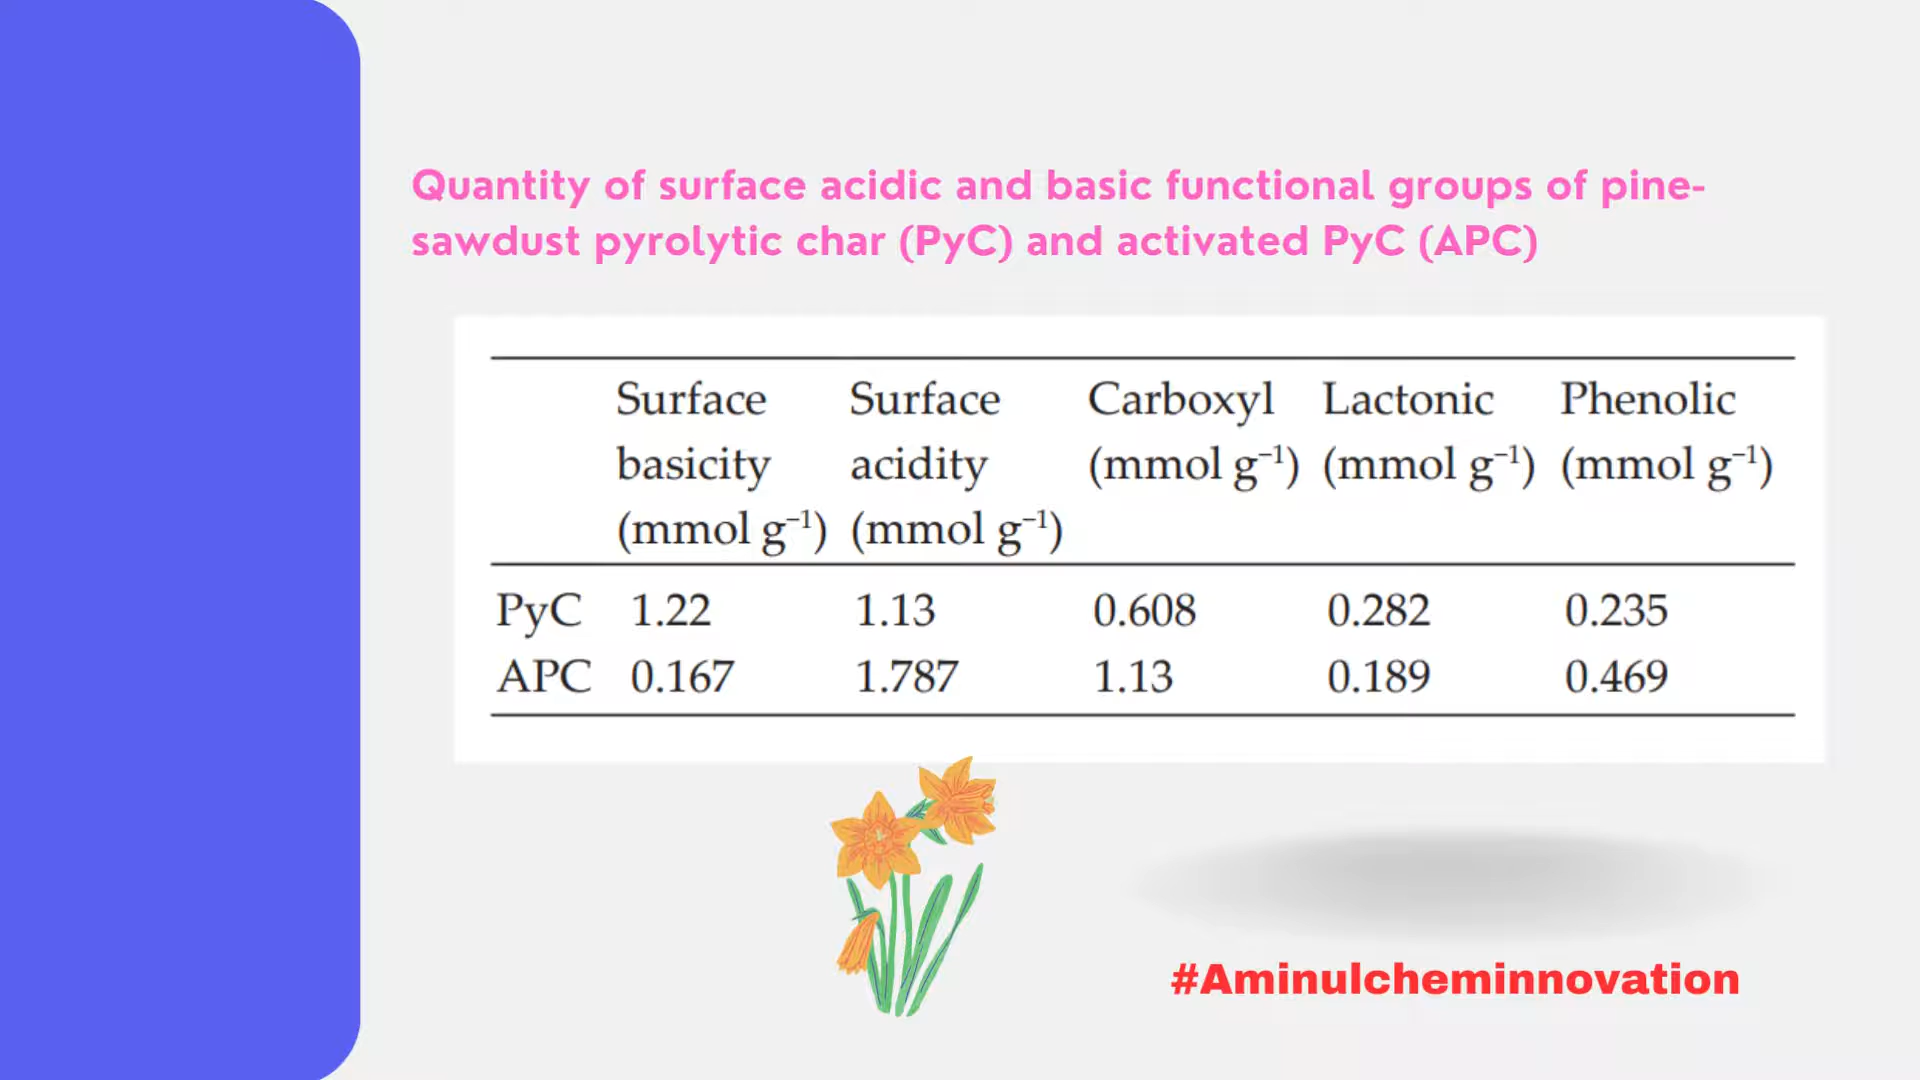 Quantity of surface acidic and basic functional groups of pine-
sawdust pyrolytic char (PyC) and activated PyC (APC)
Surface Surface Carboxyl Lactonic Phenolic
basicity acidity (mmol g⁻¹) (mmol g⁻¹) (mmol g⁻¹)
(mmol g⁻¹) (mmol g⁻¹)
PyC 1.22 1.13 0.608 0.282 0.235
APC 0.167 1.787 1.13 0.189 0.469
#Aminulcheminnovation